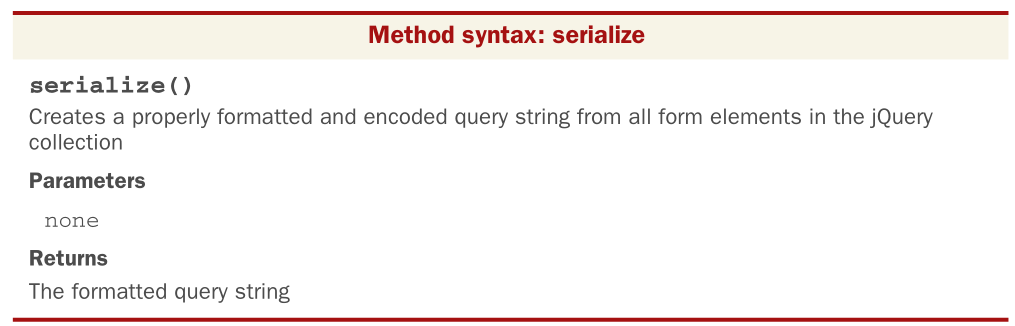 Method syntax: serialize
serialize()
Creates a properly formatted and encoded query string from all form elements in the jQuery
collection
Parameters
none
Returns
The formatted query string